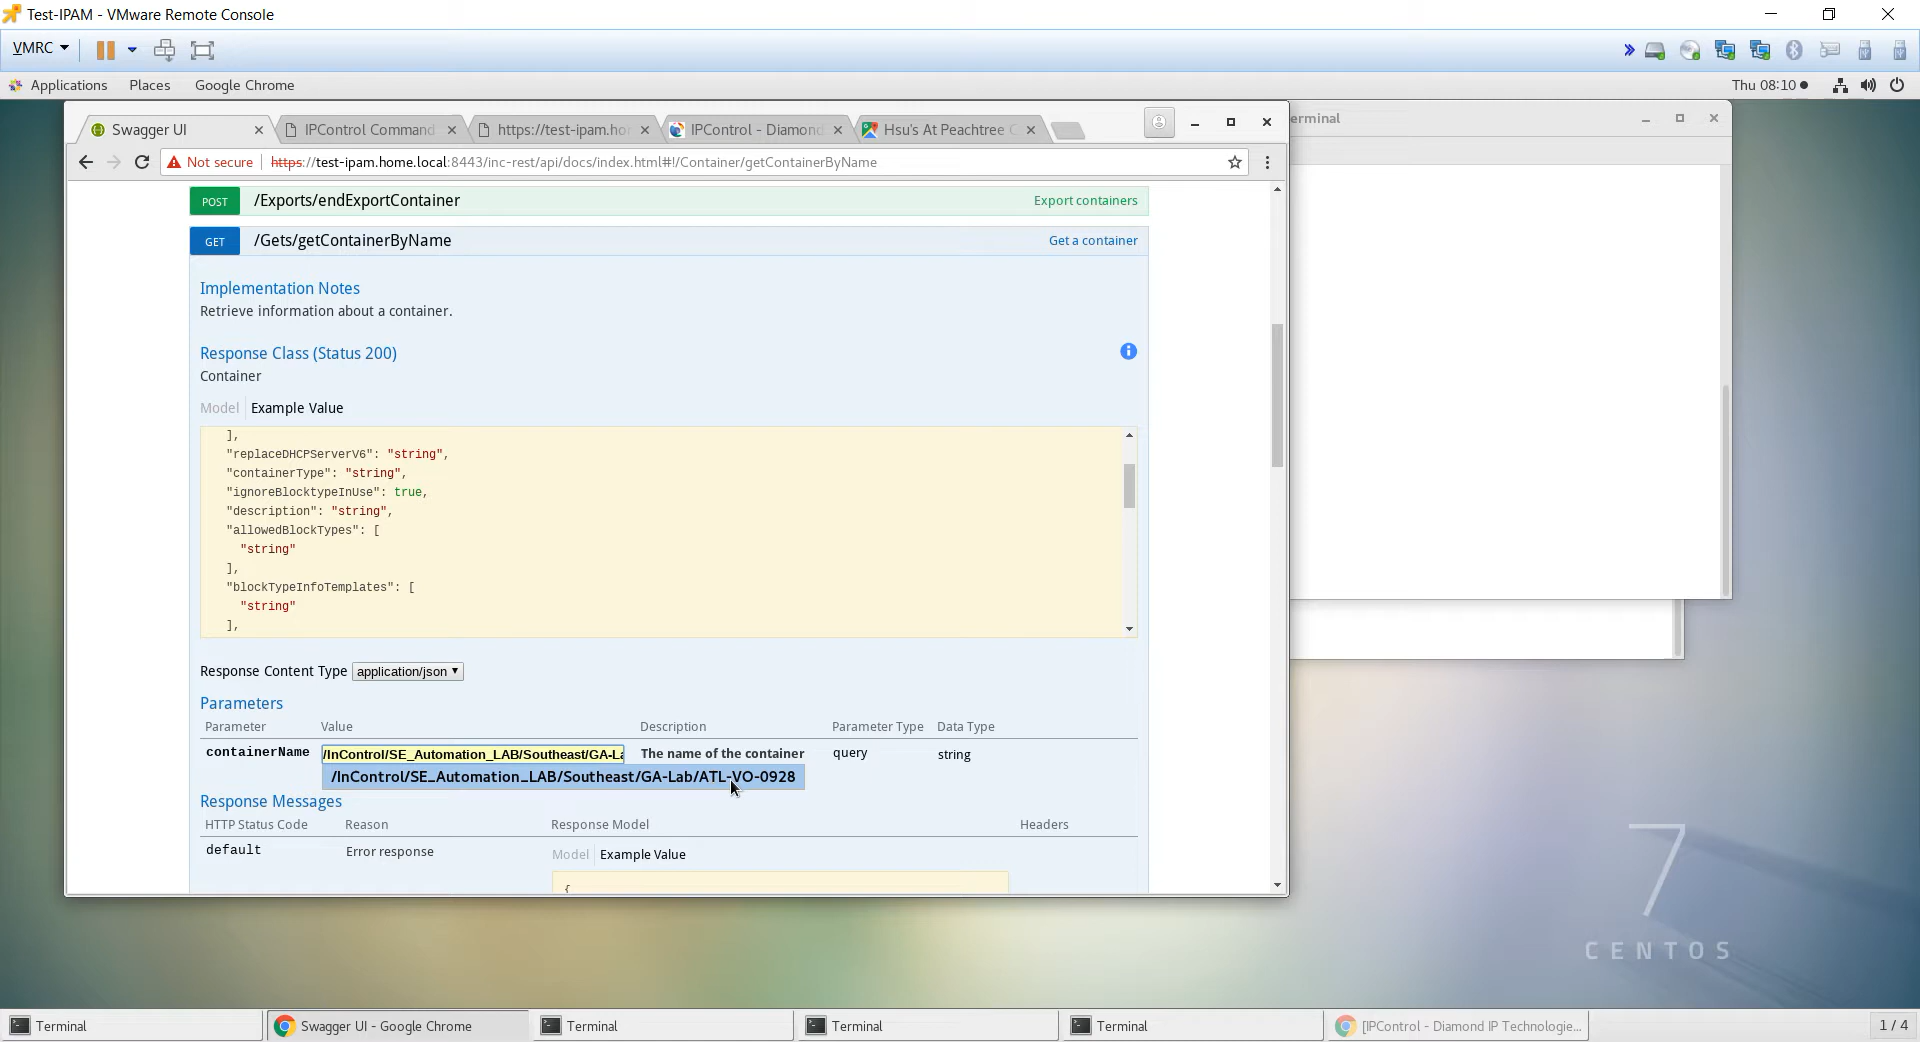 Test-IPAM - VMware Remote Console
VMRC
Applications Places Google Chrome Thu 08:10
Swagger UI IPControl Command https://test-ipam.ho IPControl - Diamond Hsu's At Peachtree C
erminal
Not secure https://test-ipam.home.local:8443/inc-rest/api/docs/index.html#!/Container/getContainerByName
POST /Exports/endExportContainer Export containers
GET /Gets/getContainerByName Get a container
Implementation Notes
Retrieve information about a container.
Response Class (Status 200)
Container
Model Example Value
],
"replaceDHCPServerV6": "string",
"containerType": "string",
"ignoreBlocktypeInUse": true,
"description": "string",
"allowedBlockTypes": [
"string"
],
"blockTypeInfoTemplates": [
"string"
],
Response Content Type application/json
Parameters
Parameter Value Description Parameter Type Data Type
containerName /InControl/SE_Automation_LAB/Southeast/GA-La The name of the container query string
/InControl/SE_Automation_LAB/Southeast/GA-Lab/ATL-VO-0928
Response Messages
HTTP Status Code Reason Response Model Headers
default Error response Model Example Value
{
7
CENTOS
Terminal Swagger UI - Google Chrome Terminal Terminal Terminal [IPControl - Diamond IP Technologie... 1 / 4